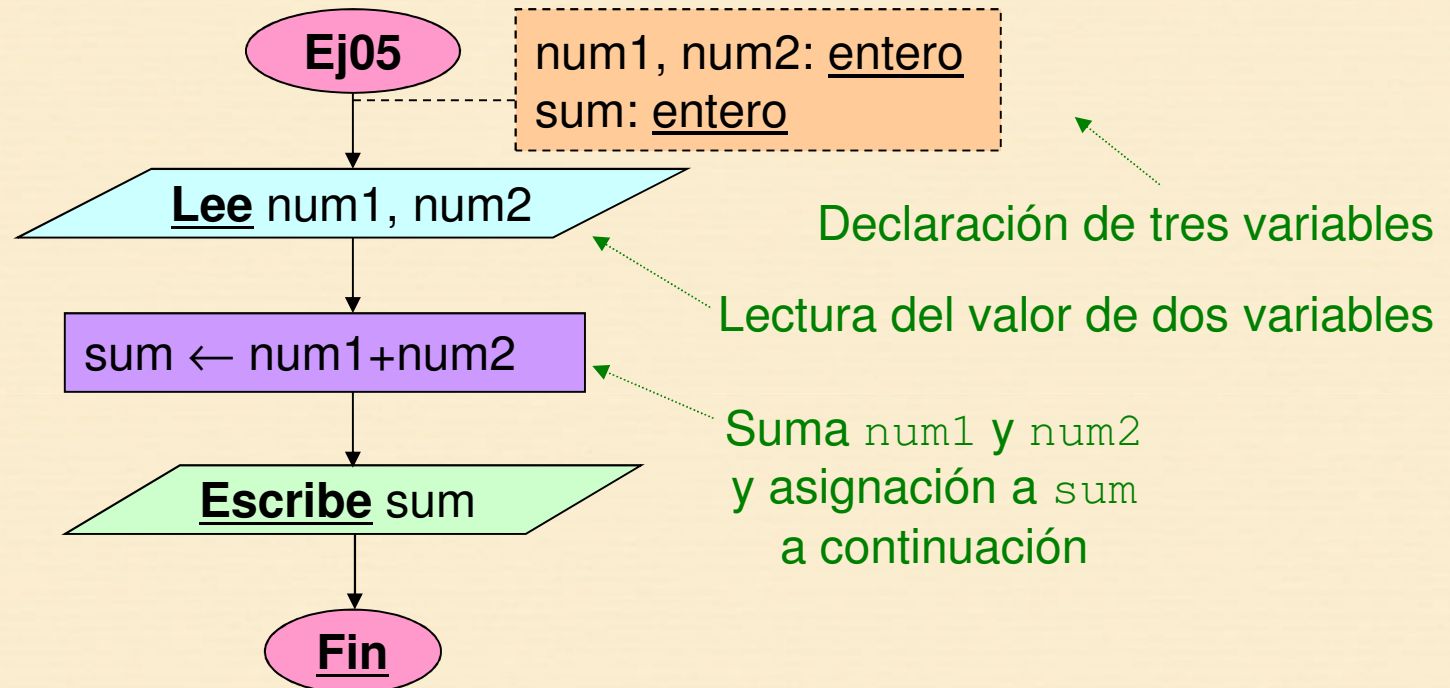 Ej05
num1, num2: entero
sum: entero
Declaración de tres variables
Lee num1, num2
Lectura del valor de dos variables
sum ← num1+num2
Suma num1 y num2
y asignación a sum
a continuación
Escribe sum
Fin